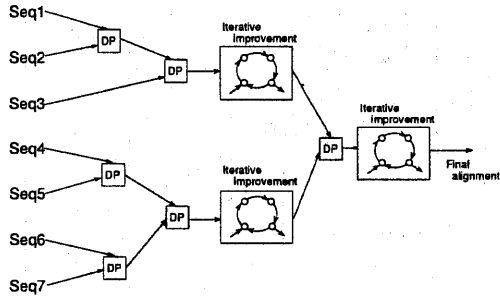 Seq1
Seq2
DP
Seq3
DP
Iterative
improvement
Iterative
improvement
DP
Final
alignment
Seq4
Seq5
DP
Seq6
Seq7
DP
DP
Iterative
improvement